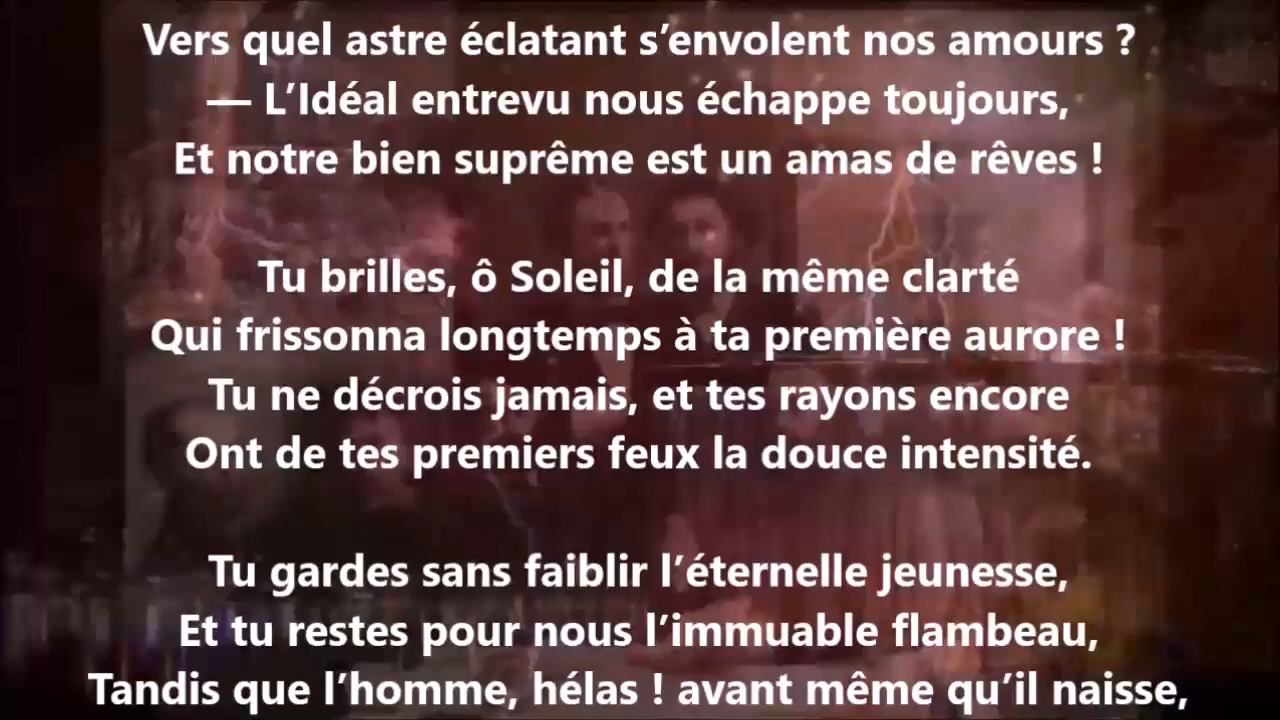 Vers quel astre éclatant s’envolent nos amours ?
— L’Idéal entrevu nous échappe toujours,
Et notre bien suprême est un amas de rêves !
Tu brilles, ô Soleil, de la même clarté
Qui frissonna longtemps à ta première aurore !
Tu ne décrois jamais, et tes rayons encore
Ont de tes premiers feux la douce intensité.
Tu gardes sans faiblir l’éternelle jeunesse,
Et tu restes pour nous l’immuable flambeau,
Tandis que l’homme, hélas ! avant même qu’il naisse,